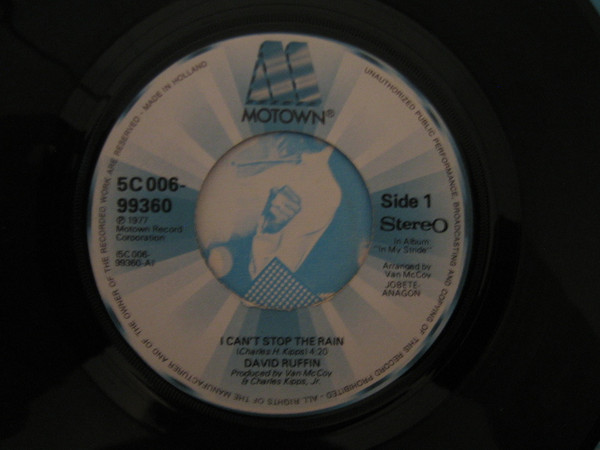 MOTOWN®
MADE IN HOLLAND
UNAUTHORIZED PUBLIC PERFORMANCE, BROADCASTING AND COPYING OF THIS RECORD PROHIBITED - ALL RIGHTS OF THE MANUFACTURER AND OF THE OWNER OF THE RECORDED WORK ARE RESERVED -
5C 006-
99360
℗ 1977
Motown Record
Corporation
(5C 006-
99360-A)
Side 1
Stereo
In Album:
"In My Stride"
Arranged by
Van McCoy
JOBETE-
ANAGON
I CAN'T STOP THE RAIN
(Charles H. Kipps) 4:20
DAVID RUFFIN
Produced by Van McCoy
& Charles Kipps, Jr.